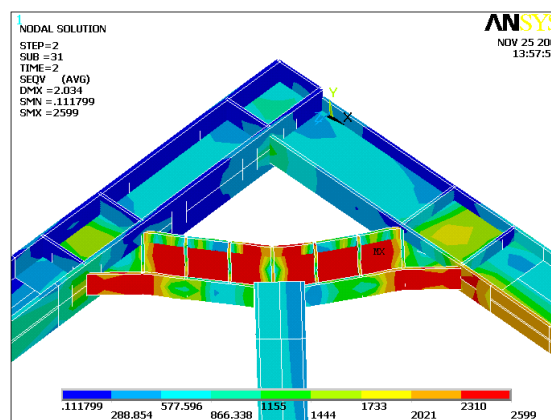 1
NODAL SOLUTION
STEP=2
SUB =31
TIME=2
SEQV (AVG)
DMX =2.034
SMN =.111799
SMX =2599
ANSYS
NOV 25 20
13:57:5
Y
X
MX
.111799 577.596 1155 1733 2310
288.854 866.338 1444 2021 2599